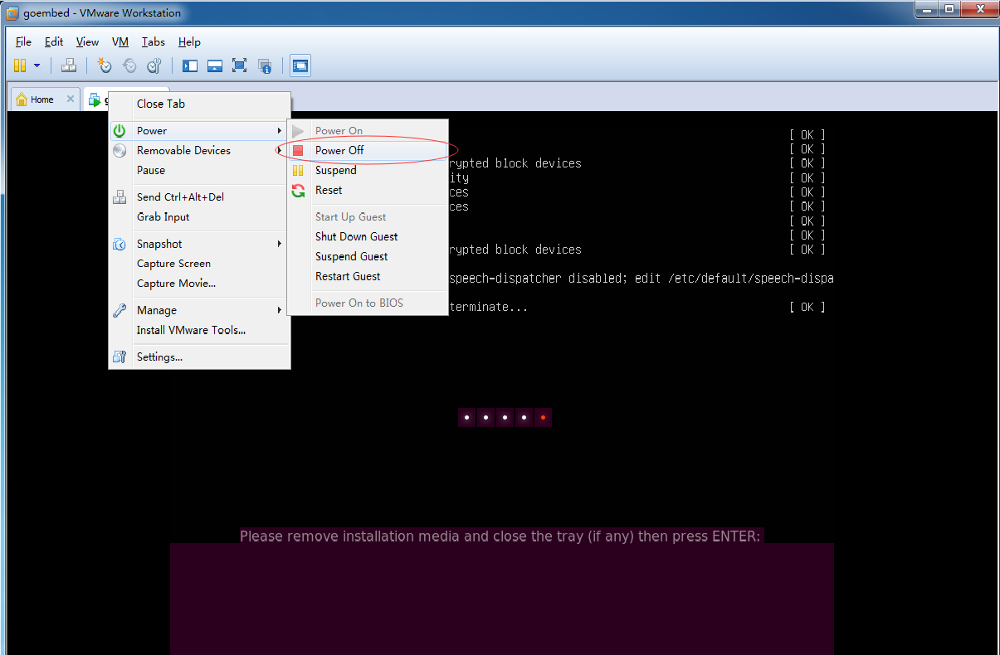 goembed - VMware Workstation
File Edit View VM Tabs Help
Home
Close Tab
Power
Removable Devices
Pause
Send Ctrl+Alt+Del
Grab Input
Snapshot
Capture Screen
Capture Movie...
Manage
Install VMware Tools...
Settings...
Power On
Power Off
Suspend
Reset
Start Up Guest
Shut Down Guest
Suspend Guest
Restart Guest
Power On to BIOS
[ OK ]
[ OK ]
rypted block devices [ OK ]
ity [ OK ]
ces [ OK ]
ces [ OK ]
[ OK ]
[ OK ]
rypted block devices [ OK ]
speech-dispatcher disabled; edit /etc/default/speech-dispa
terminate... [ OK ]
Please remove installation media and close the tray (if any) then press ENTER: